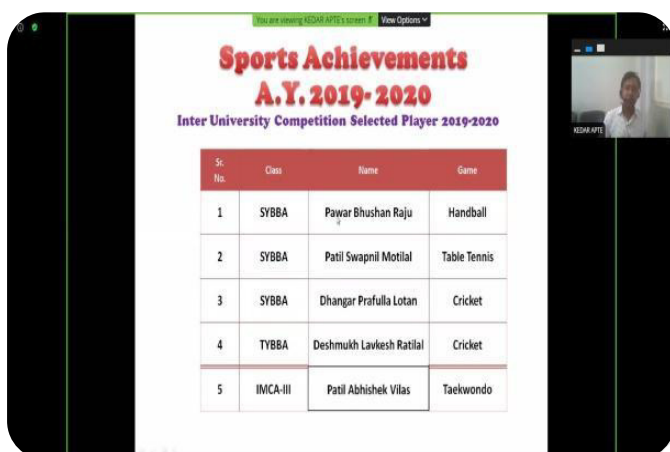 You are viewing KEDAR APTE's screen View Options
Sports Achievements
A.Y. 2019-2020
Inter University Competition Selected Player 2019-2020
KEDAR APTE
Sr. No. Class Name Game
1 SYBBA Pawar Bhushan Raju Handball
2 SYBBA Patil Swapnil Motilal Table Tennis
3 SYBBA Dhangar Prafulla Lotan Cricket
4 TYBBA Deshmukh Lavkesh Ratilal Cricket
5 IMCA-III Patil Abhishek Vilas Taekwondo